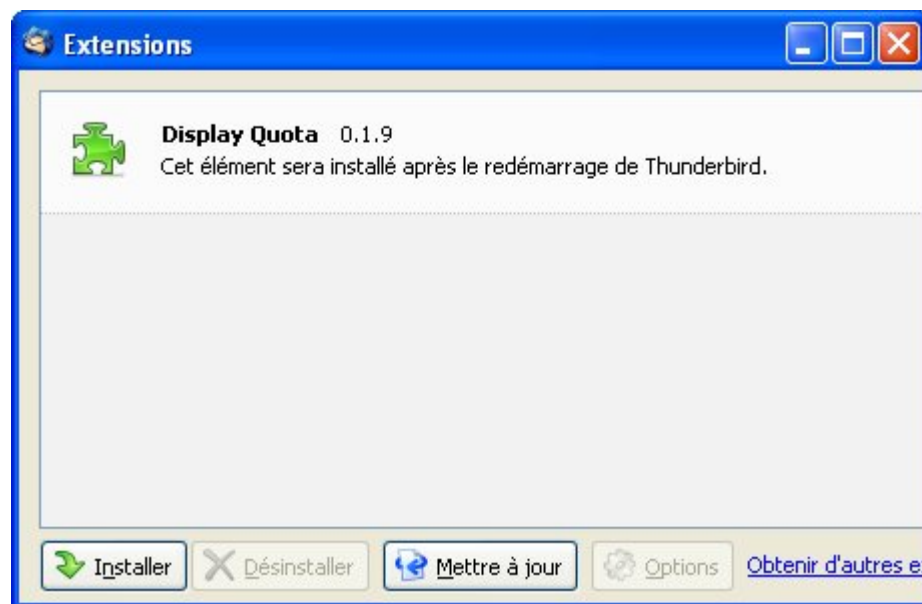 Extensions
Display Quota 0.1.9
Cet élément sera installé après le redémarrage de Thunderbird.
Installer Désinstaller Mettre à jour Options Obtenir d'autres e